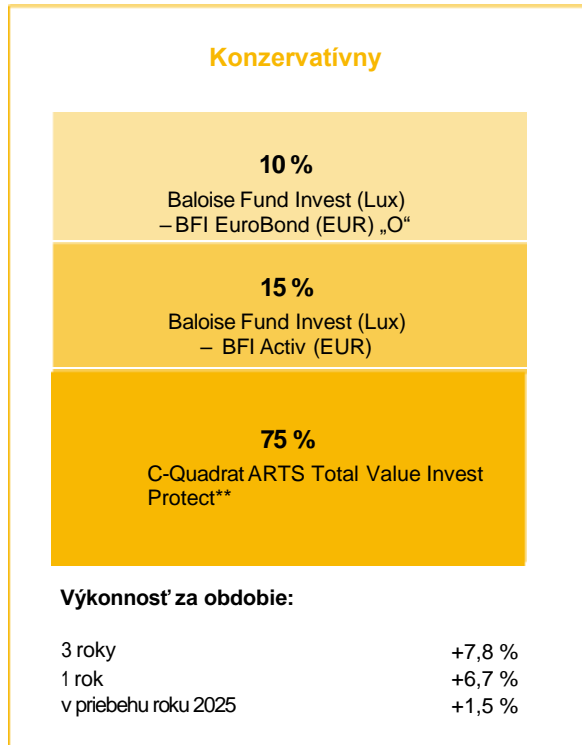 Konzervatívny
10 %
Baloise Fund Invest (Lux)
– BFI EuroBond (EUR) „O“
15 %
Baloise Fund Invest (Lux)
– BFI Activ (EUR)
75 %
C-Quadrat ARTS Total Value Invest
Protect**
Výkonnosť za obdobie:
3 roky +7,8 %
1 rok +6,7 %
v priebehu roku 2025 +1,5 %